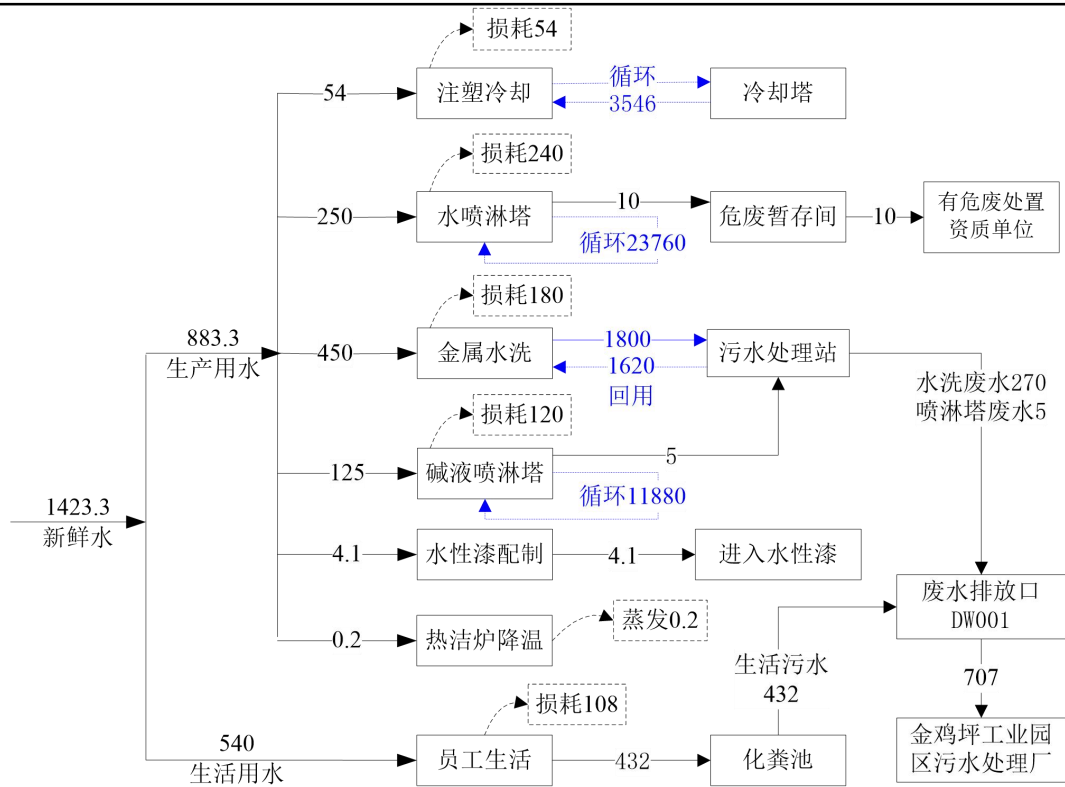 损耗54
54
注塑冷却
循环
3546
冷却塔
损耗240
250
水喷淋塔
10
循环23760
危废暂存间
10
有危废处置
资质单位
损耗180
883.3
生产用水
450
金属水洗
1800
1620
回用
污水处理站
水洗废水270
喷淋塔废水5
损耗120
125
碱液喷淋塔
5
循环11880
1423.3
新鲜水
4.1
水性漆配制
4.1
进入水性漆
0.2
热洁炉降温
蒸发0.2
废水排放口
DW001
生活污水
432
707
损耗108
540
生活用水
员工生活
432
化粪池
金鸡坪工业园
区污水处理厂